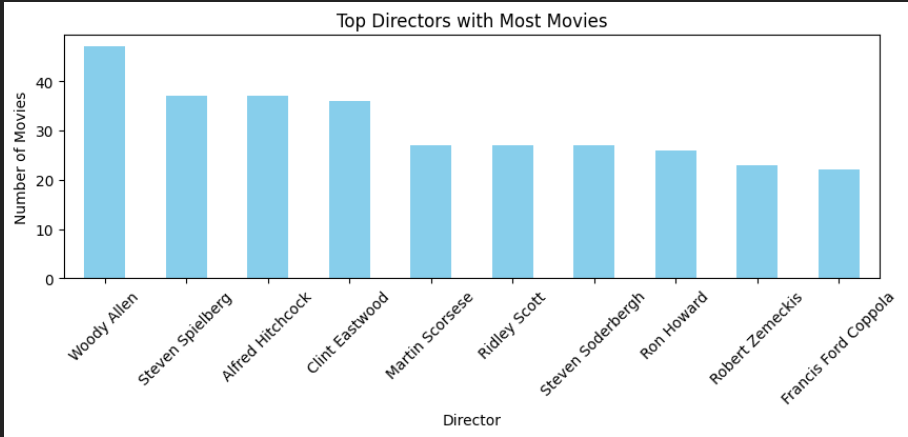 Top Directors with Most Movies
Number of Movies
40
30
20
10
0
Woody Allen
Steven Spielberg
Alfred Hitchcock
Clint Eastwood
Martin Scorsese
Ridley Scott
Steven Soderbergh
Ron Howard
Robert Zemeckis
Francis Ford Coppola
Director